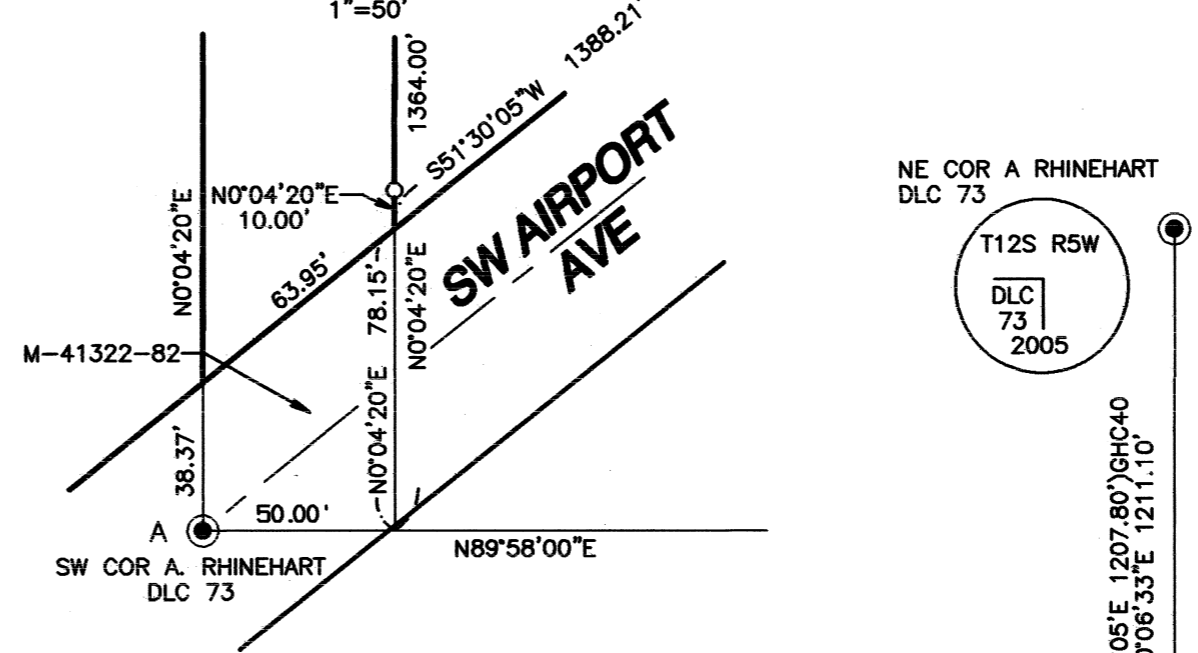 1"=50'
1364.00'
1388.21'
S51°30'05"W
N0°04'20"E
10.00'
N0°04'20"E
63.95'
78.15'
N0°04'20"E
N0°04'20"E
SW AIRPORT
AVE
M-41322-82
38.37'
50.00'
A
SW COR A. RHINEHART
DLC 73
N89°58'00"E
NE COR A RHINEHART
DLC 73
T12S R5W
DLC
73
2005
05'E 1207.80')GHC40
°06'33"E 1211.10'